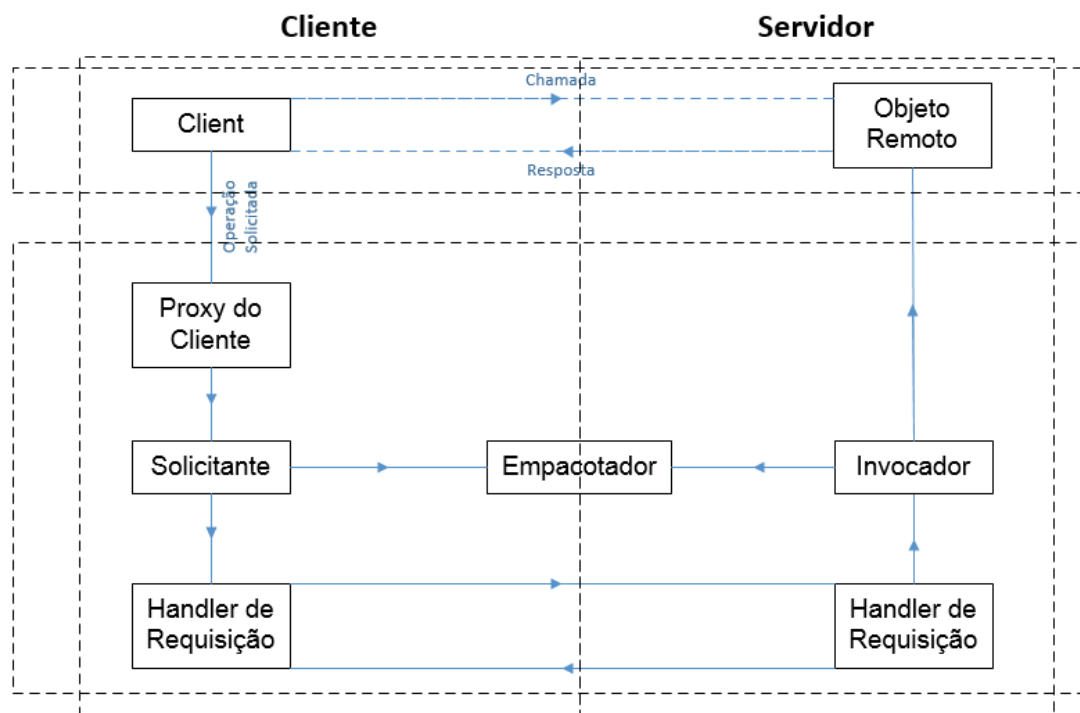 Cliente
Servidor
Chamada
Client
Objeto
Remoto
Resposta
Operação
Solicitada
Proxy do
Cliente
Solicitante
Empacotador
Invocador
Handler de
Requisição
Handler de
Requisição